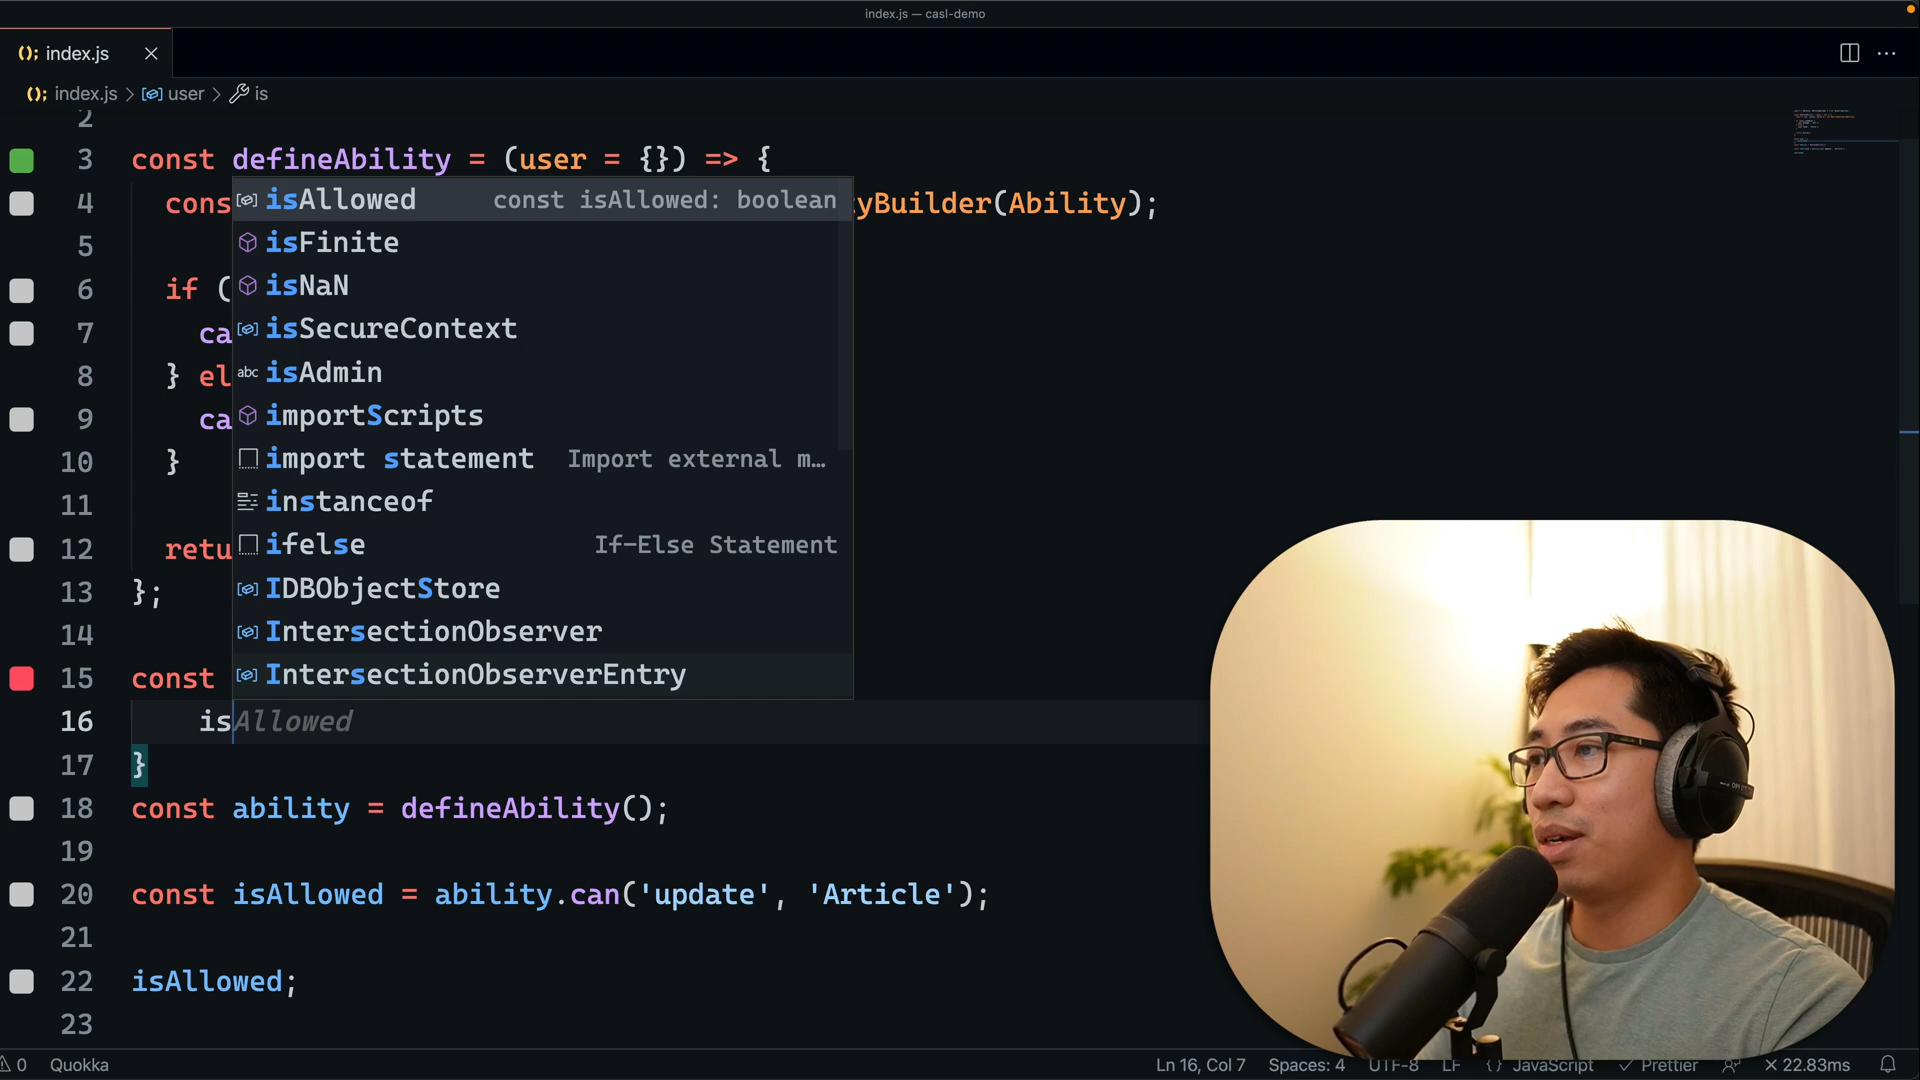 index.js — casl-demo
index.js
index.js > user > is
2
3 const defineAbility = (user = {}) => {
4 cons yBuilder(Ability);
5
6 if (
7 ca
8 } el
9 ca
10 }
11
12 retu
13 };
14
15 const
16 isAllowed
17 }
18 const ability = defineAbility();
19
20 const isAllowed = ability.can('update', 'Article');
21
22 isAllowed;
23
isAllowed const isAllowed: boolean
isFinite
isNaN
isSecureContext
abc isAdmin
importScripts
import statement Import external m…
instanceof
ifelse If-Else Statement
IDBObjectStore
IntersectionObserver
IntersectionObserverEntry
0 Quokka Ln 16, Col 7 Spaces: 4 UTF-8 LF {} JavaScript Prettier 22.83ms